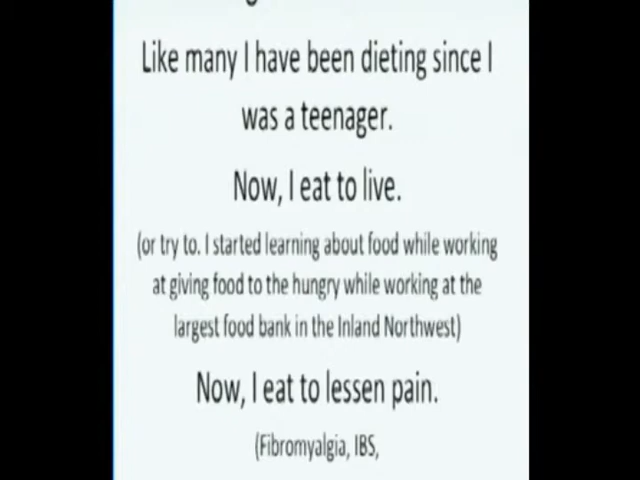 Like many I have been dieting since I
was a teenager.
Now, I eat to live.
(or try to. I started learning about food while working
at giving food to the hungry while working at the
largest food bank in the Inland Northwest)
Now, I eat to lessen pain.
(Fibromyalgia, IBS,